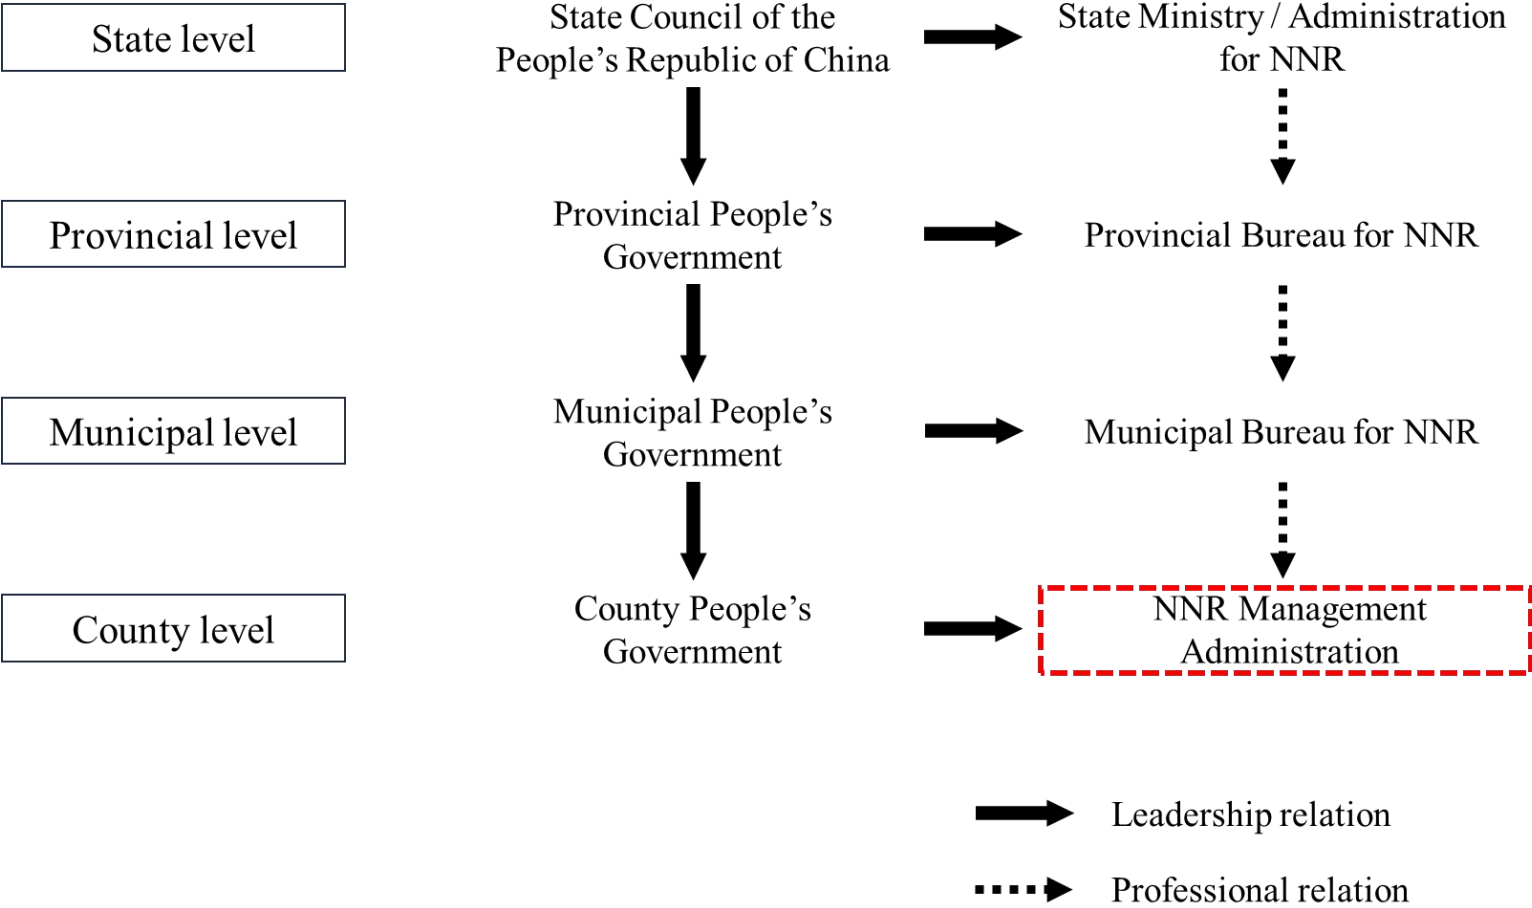 State level
State Council of the
People's Republic of China
State Ministry / Administration
for NNR
Provincial level
Provincial People's
Government
Provincial Bureau for NNR
Municipal level
Municipal People's
Government
Municipal Bureau for NNR
County level
County People's
Government
NNR Management
Administration
Leadership relation
Professional relation